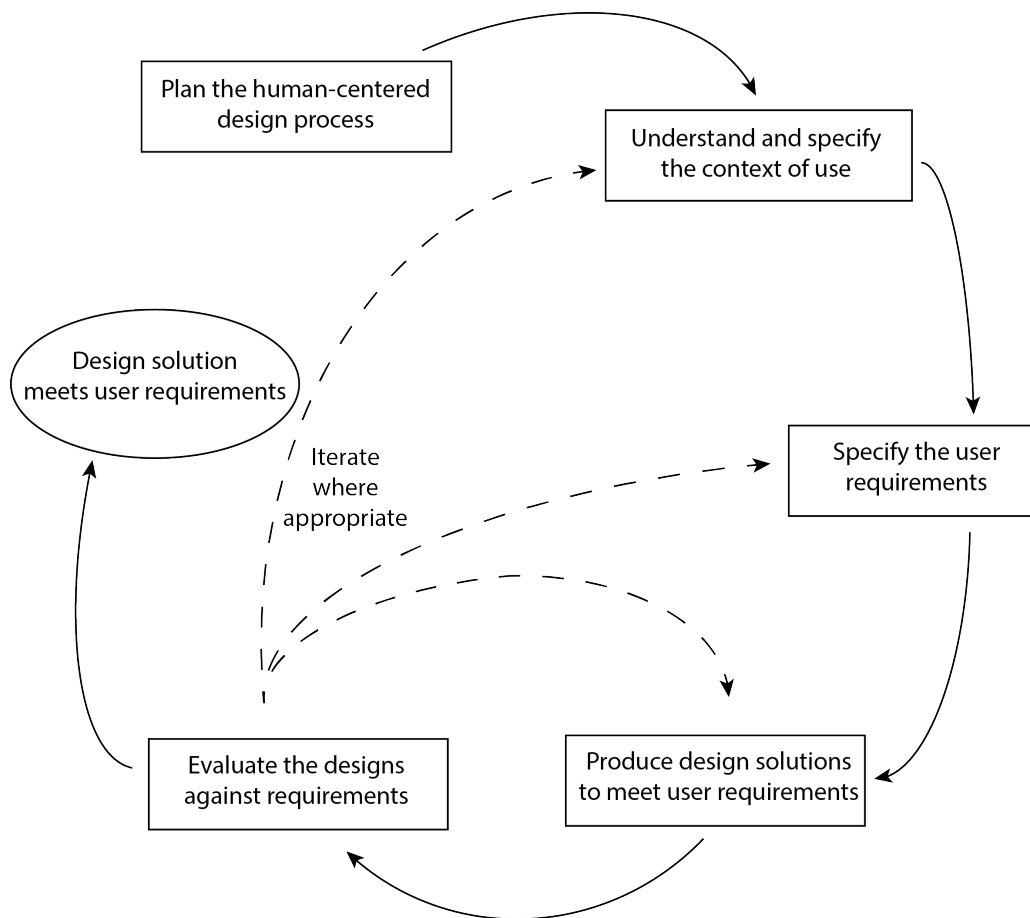 Plan the human-centered
design process
Understand and specify
the context of use
Design solution
meets user requirements
Iterate
where
appropriate
Specify the user
requirements
Evaluate the designs
against requirements
Produce design solutions
to meet user requirements